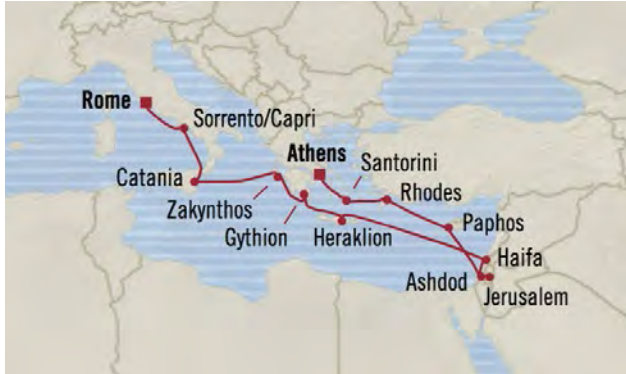 Rome
Sorrento/Capri
Athens
Santorini
Catania
Rhodes
Zakynthos
Paphos
Gythion
Heraklion
Haifa
Ashdod
Jerusalem